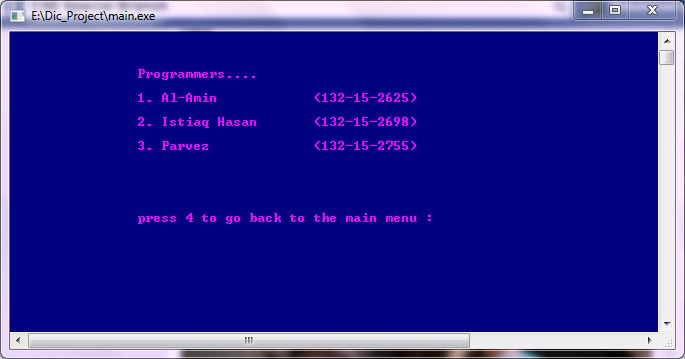 E:\Dic_Project\main.exe
Programmers....
1. Al-Amin (132-15-2625)
2. Istiaq Hasan (132-15-2698)
3. Parvez (132-15-2755)
press 4 to go back to the main menu :